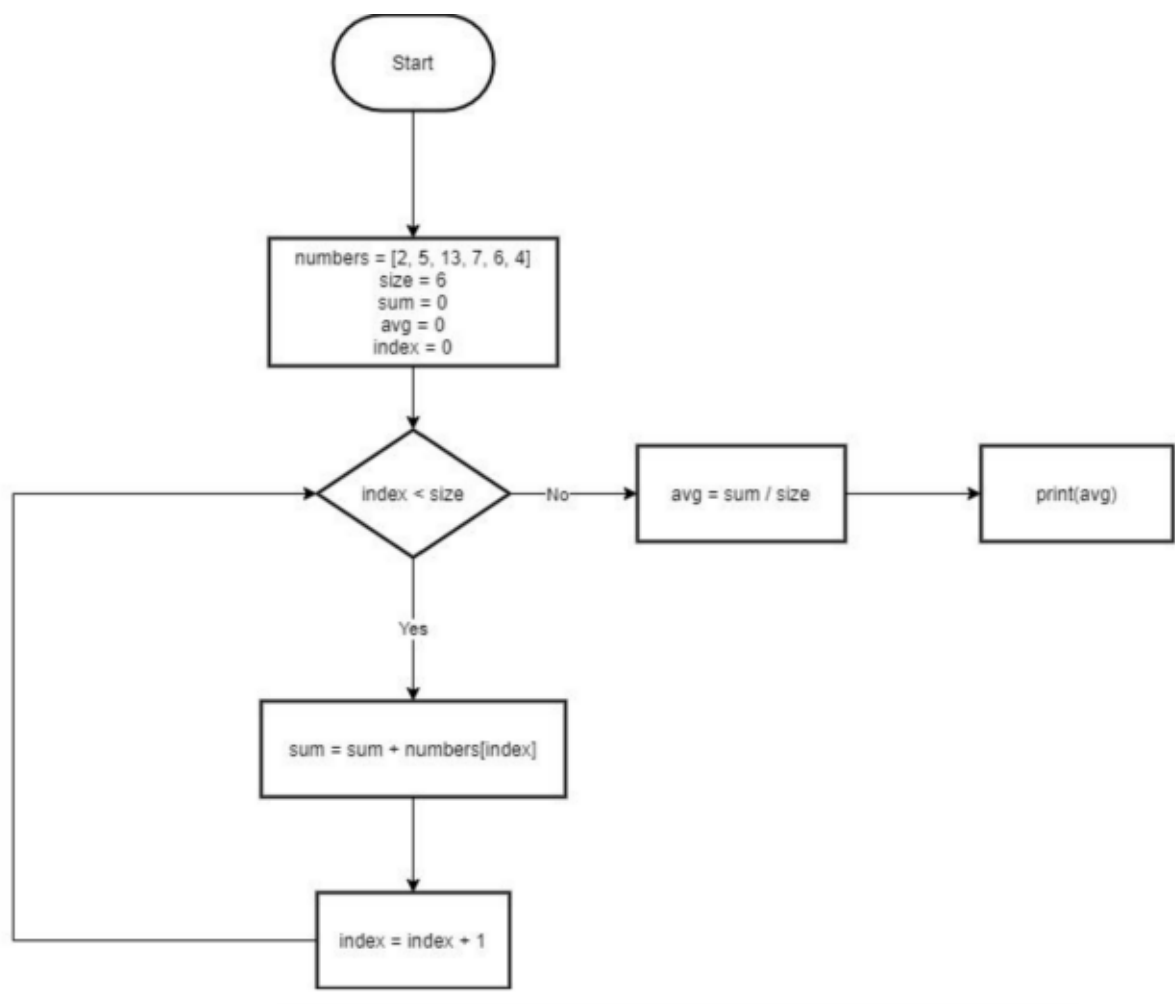 Start
numbers = [2, 5, 13, 7, 6, 4]
size = 6
sum = 0
avg = 0
index = 0
index < size
No
avg = sum / size
print(avg)
Yes
sum = sum + numbers[index]
index = index + 1